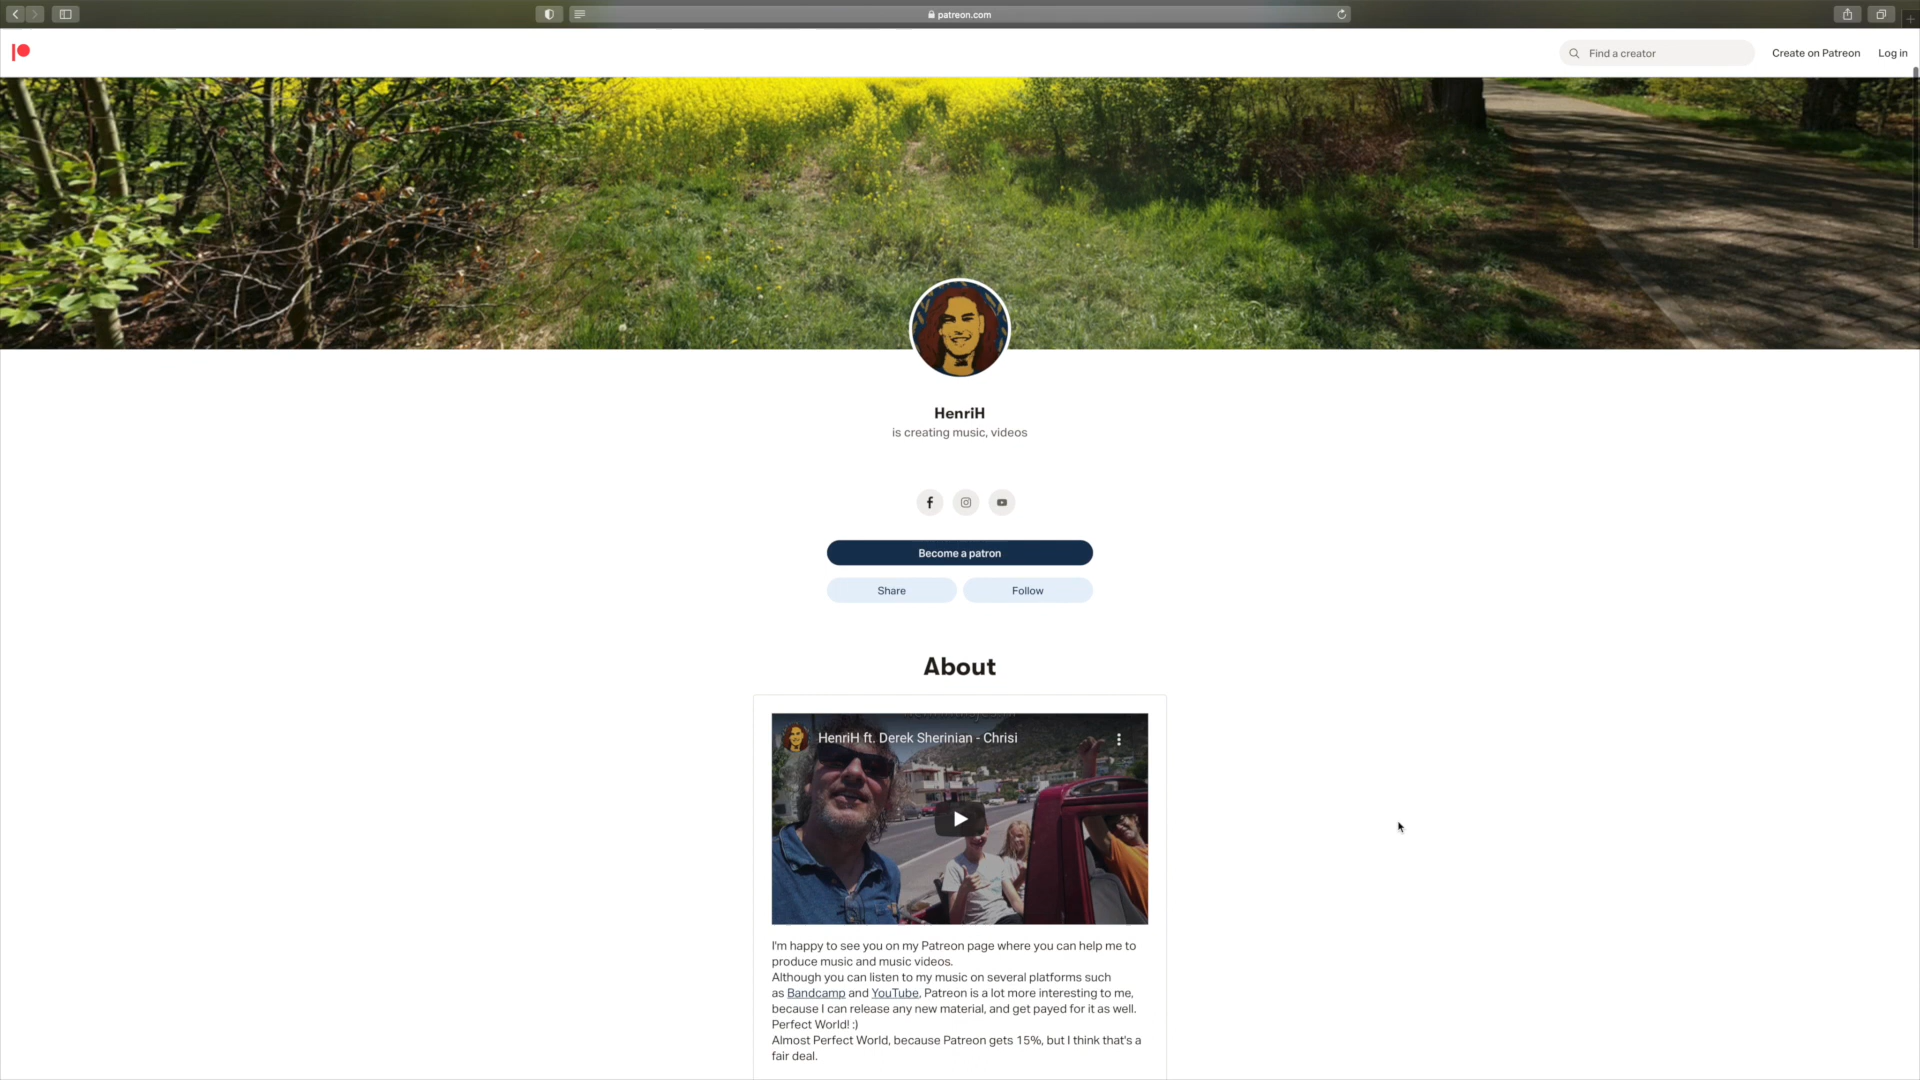 patreon.com
Find a creator
Create on Patreon
Log in
HenriH
is creating music, videos
Become a patron
Share
Follow
About
HenriH ft. Derek Sherinian - Chrisi
I'm happy to see you on my Patreon page where you can help me to
produce music and music videos.
Although you can listen to my music on several platforms such
as Bandcamp and YouTube, Patreon is a lot more interesting to me,
because I can release any new material, and get payed for it as well.
Perfect World! :)
Almost Perfect World, because Patreon gets 15%, but I think that's a
fair deal.